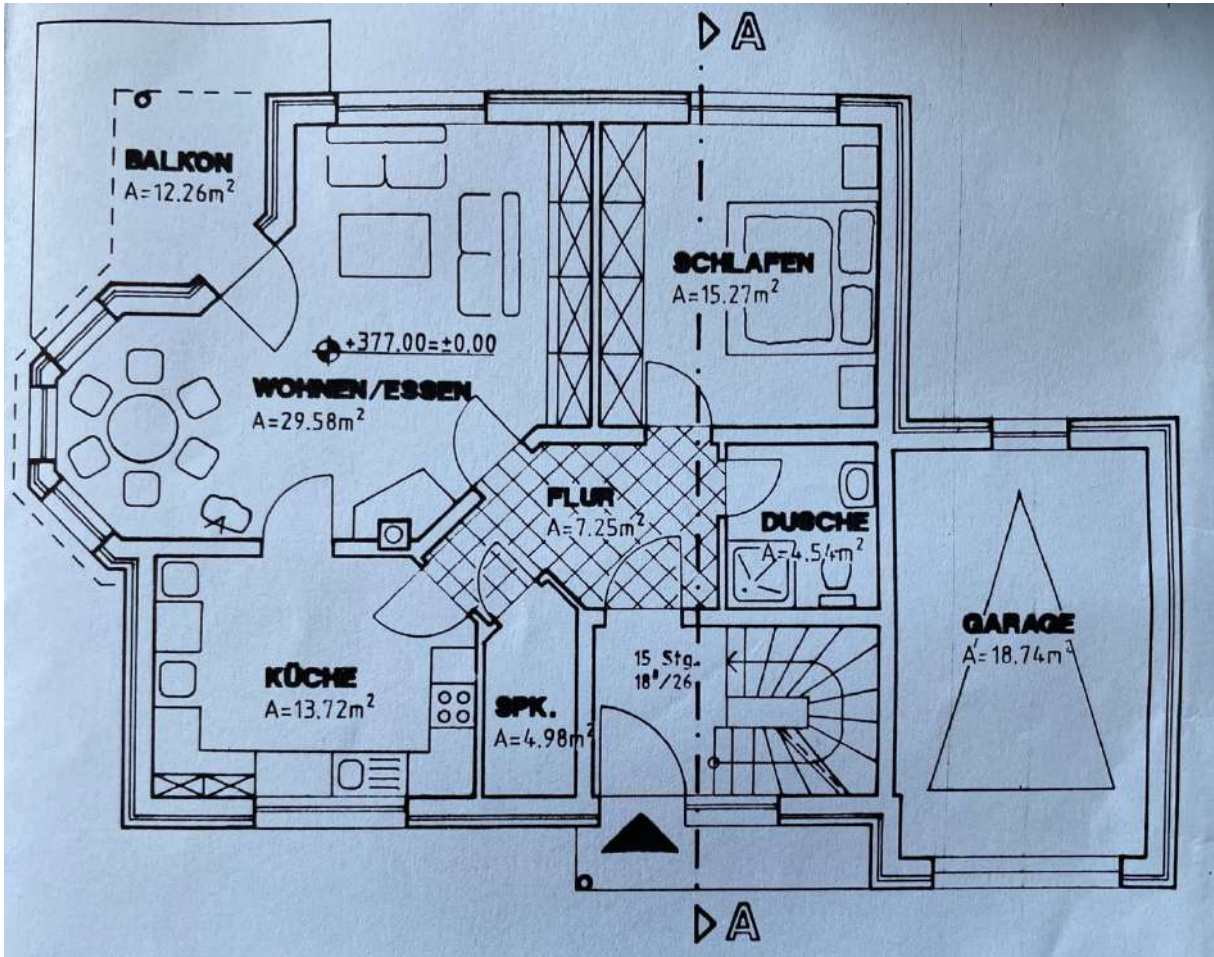 A
BALKON
A=12.26m²
SCHLAFEN
A=15.27m²
+377.00=±0.00
WOHNEN/ESSEN
A=29.58m²
FLUR
A=7.25m²
DUSCHE
A=4.54m²
GARAGE
A=18.74m²
15 Stg.
18⁸/26
KÜCHE
A=13.72m²
SPK.
A=4.98m²
A